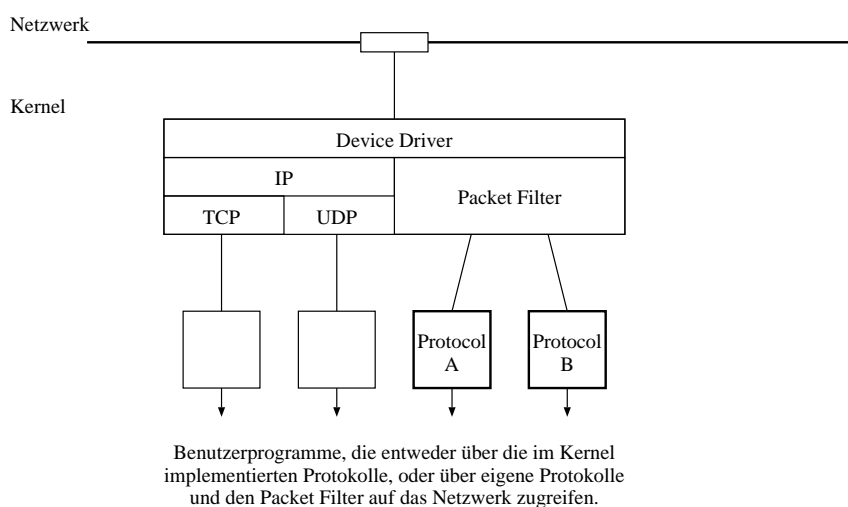 Netzwerk
Kernel
Device Driver
IP
Packet Filter
TCP
UDP
Protocol
A
Protocol
B
Benutzerprogramme, die entweder über die im Kernel
implementierten Protokolle, oder über eigene Protokolle
und den Packet Filter auf das Netzwerk zugreifen.